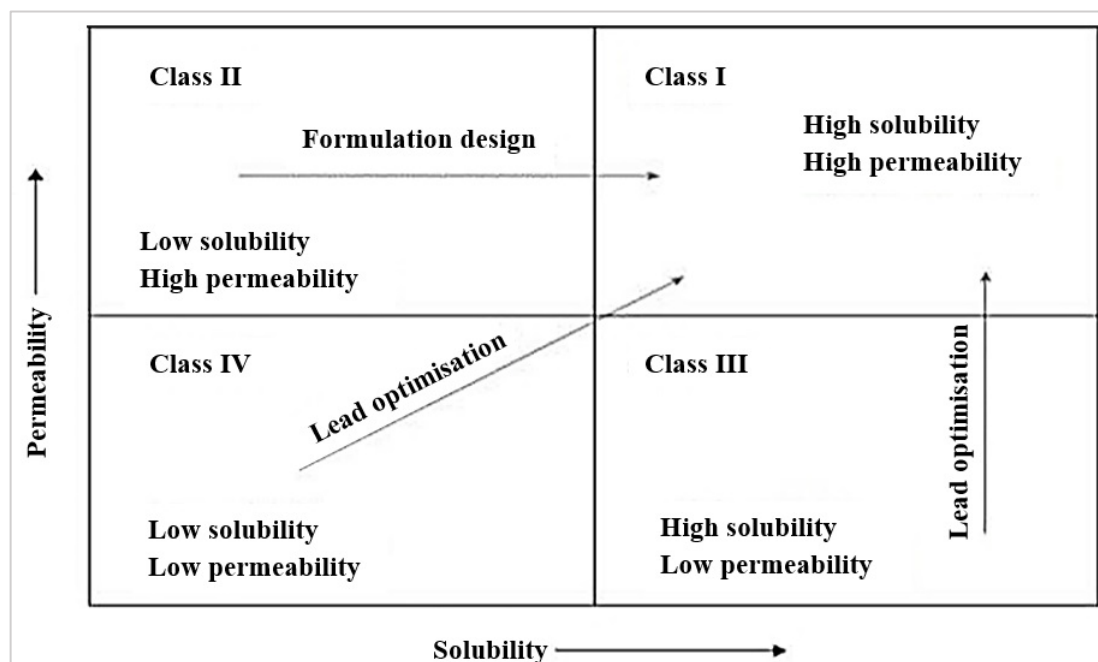 Class II
Class I
Formulation design
High solubility
High permeability
Low solubility
High permeability
Permeability
Class IV
Class III
Lead optimisation
Lead optimisation
Low solubility
Low permeability
High solubility
Low permeability
Solubility